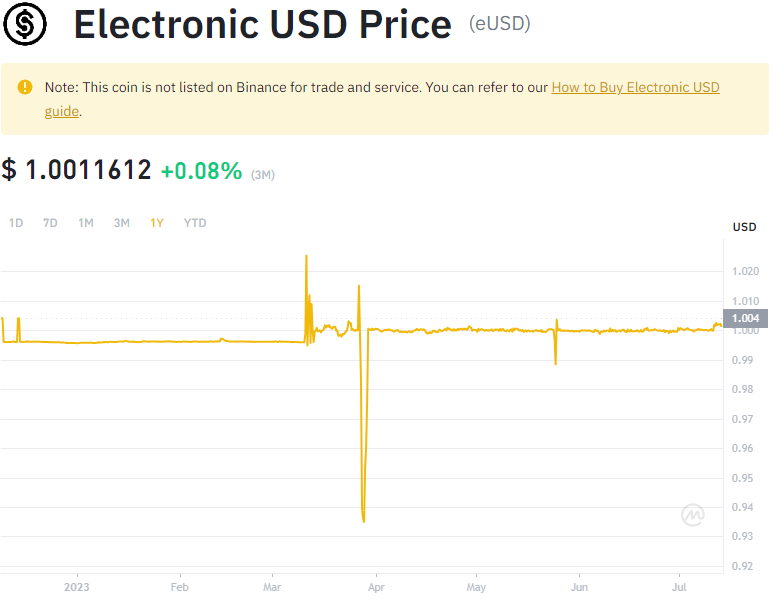 Electronic USD Price (eUSD)
Note: This coin is not listed on Binance for trade and service. You can refer to our How to Buy Electronic USD
guide.
$ 1.0011612 +0.08% (3M)
1D 7D 1M 3M 1Y YTD
USD
1.020
1.010
1.004
1.000
0.99
0.98
0.97
0.96
0.95
0.94
0.93
0.92
2023 Feb Mar Apr May Jun Jul